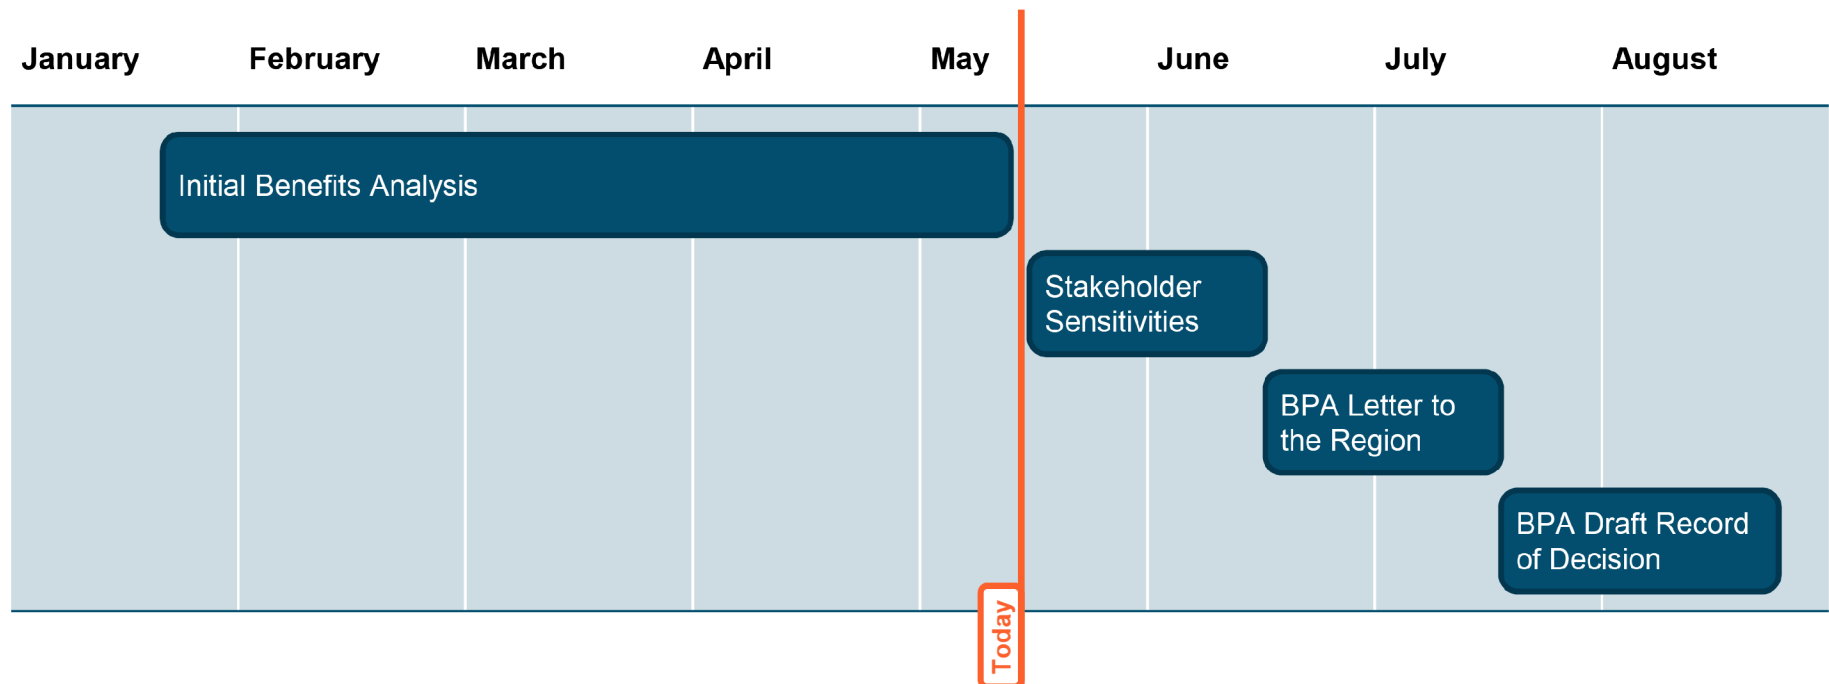 January February March April May June July August
Initial Benefits Analysis
Stakeholder
Sensitivities
BPA Letter to
the Region
BPA Draft Record
of Decision
Today